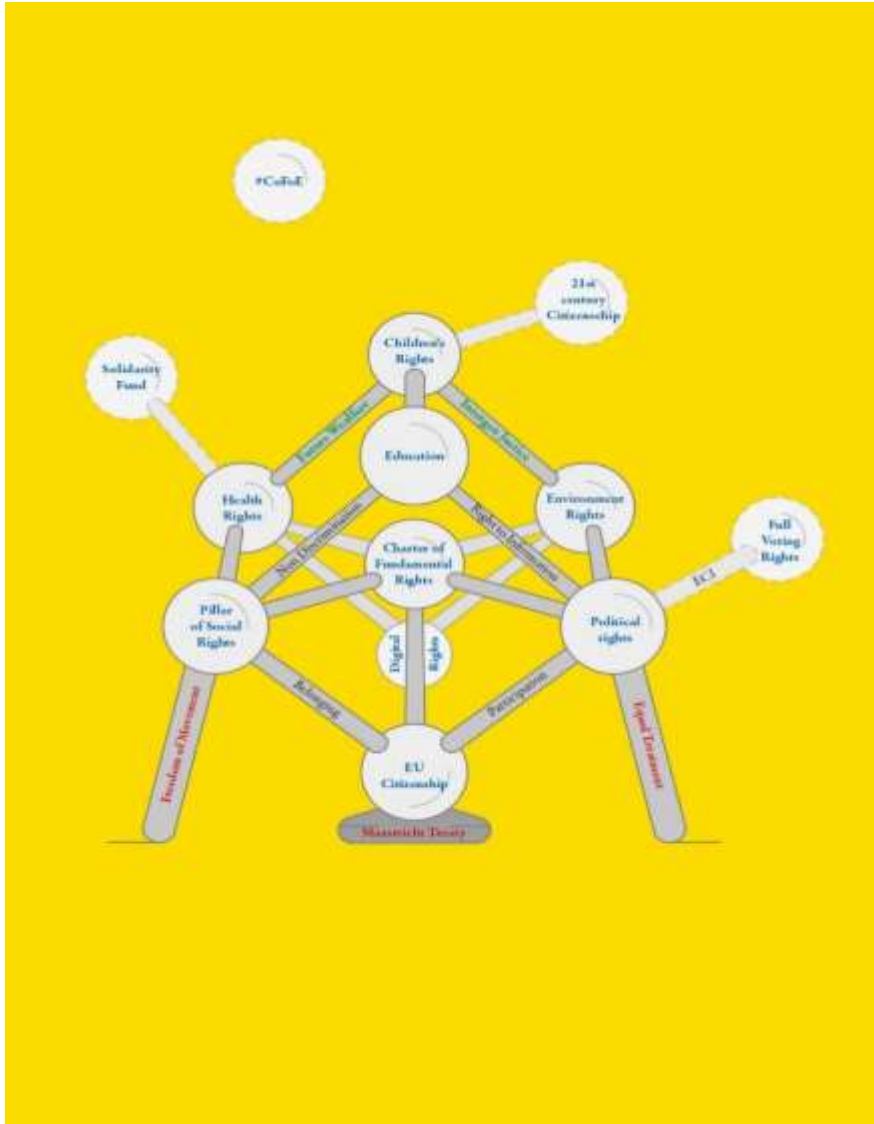 #CoFoE
21st
century
Citizenship
Children's
Rights
Solidarity
Fund
Future Wealfare
Intergen Justice
Education
Health
Rights
Environment
Rights
Full
Voting
Rights
Non Discrimination
Right to Information
Charter of
Fundamental
Rights
ECI
Pillar
of Social
Rights
Political
rights
Digital
Rights
Belonging
Participation
Freedom of Movement
Equal Treatment
EU
Citizenship
Maastricht Treaty